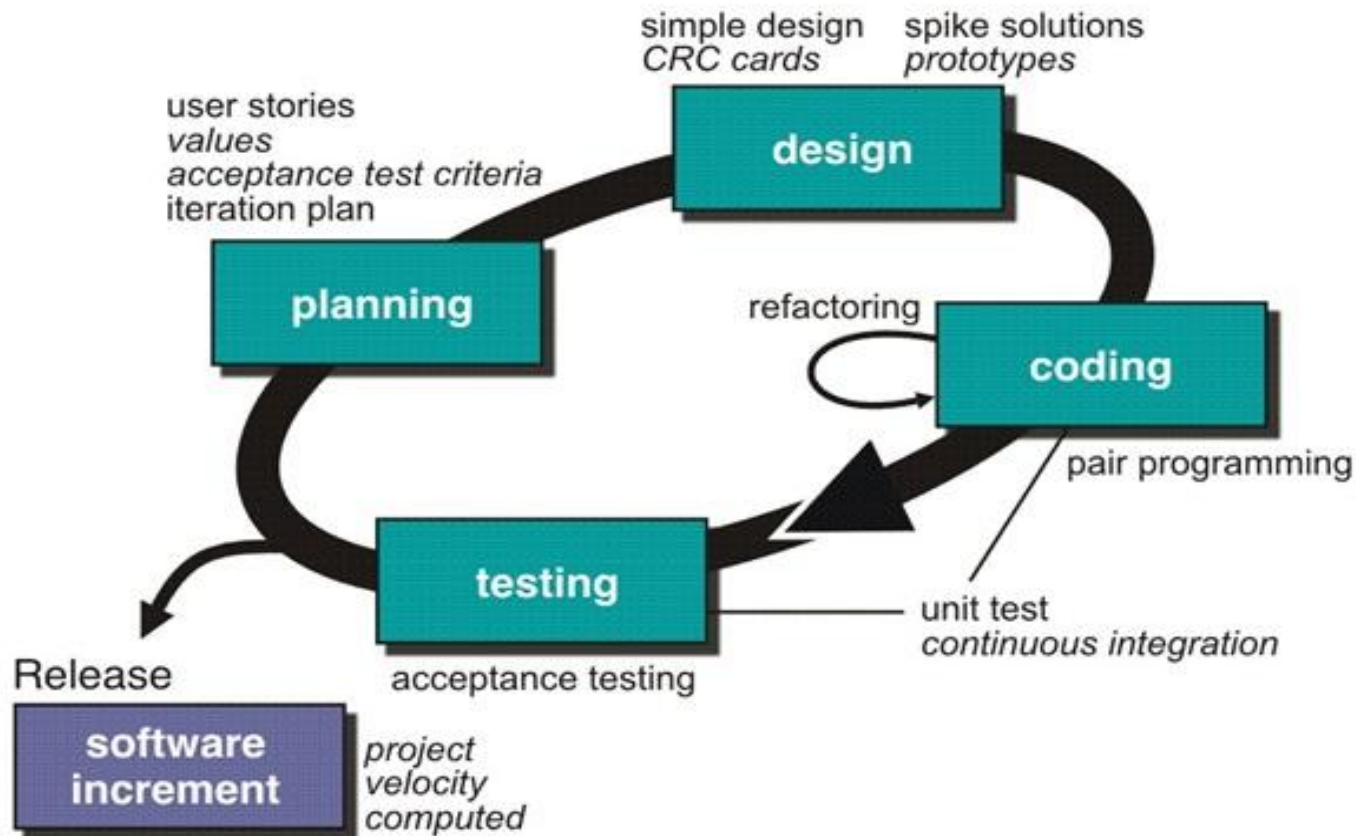 simple design
CRC cards
spike solutions
prototypes
user stories
values
acceptance test criteria
iteration plan
design
planning
refactoring
coding
pair programming
testing
unit test
continuous integration
acceptance testing
Release
software
increment
project
velocity
computed